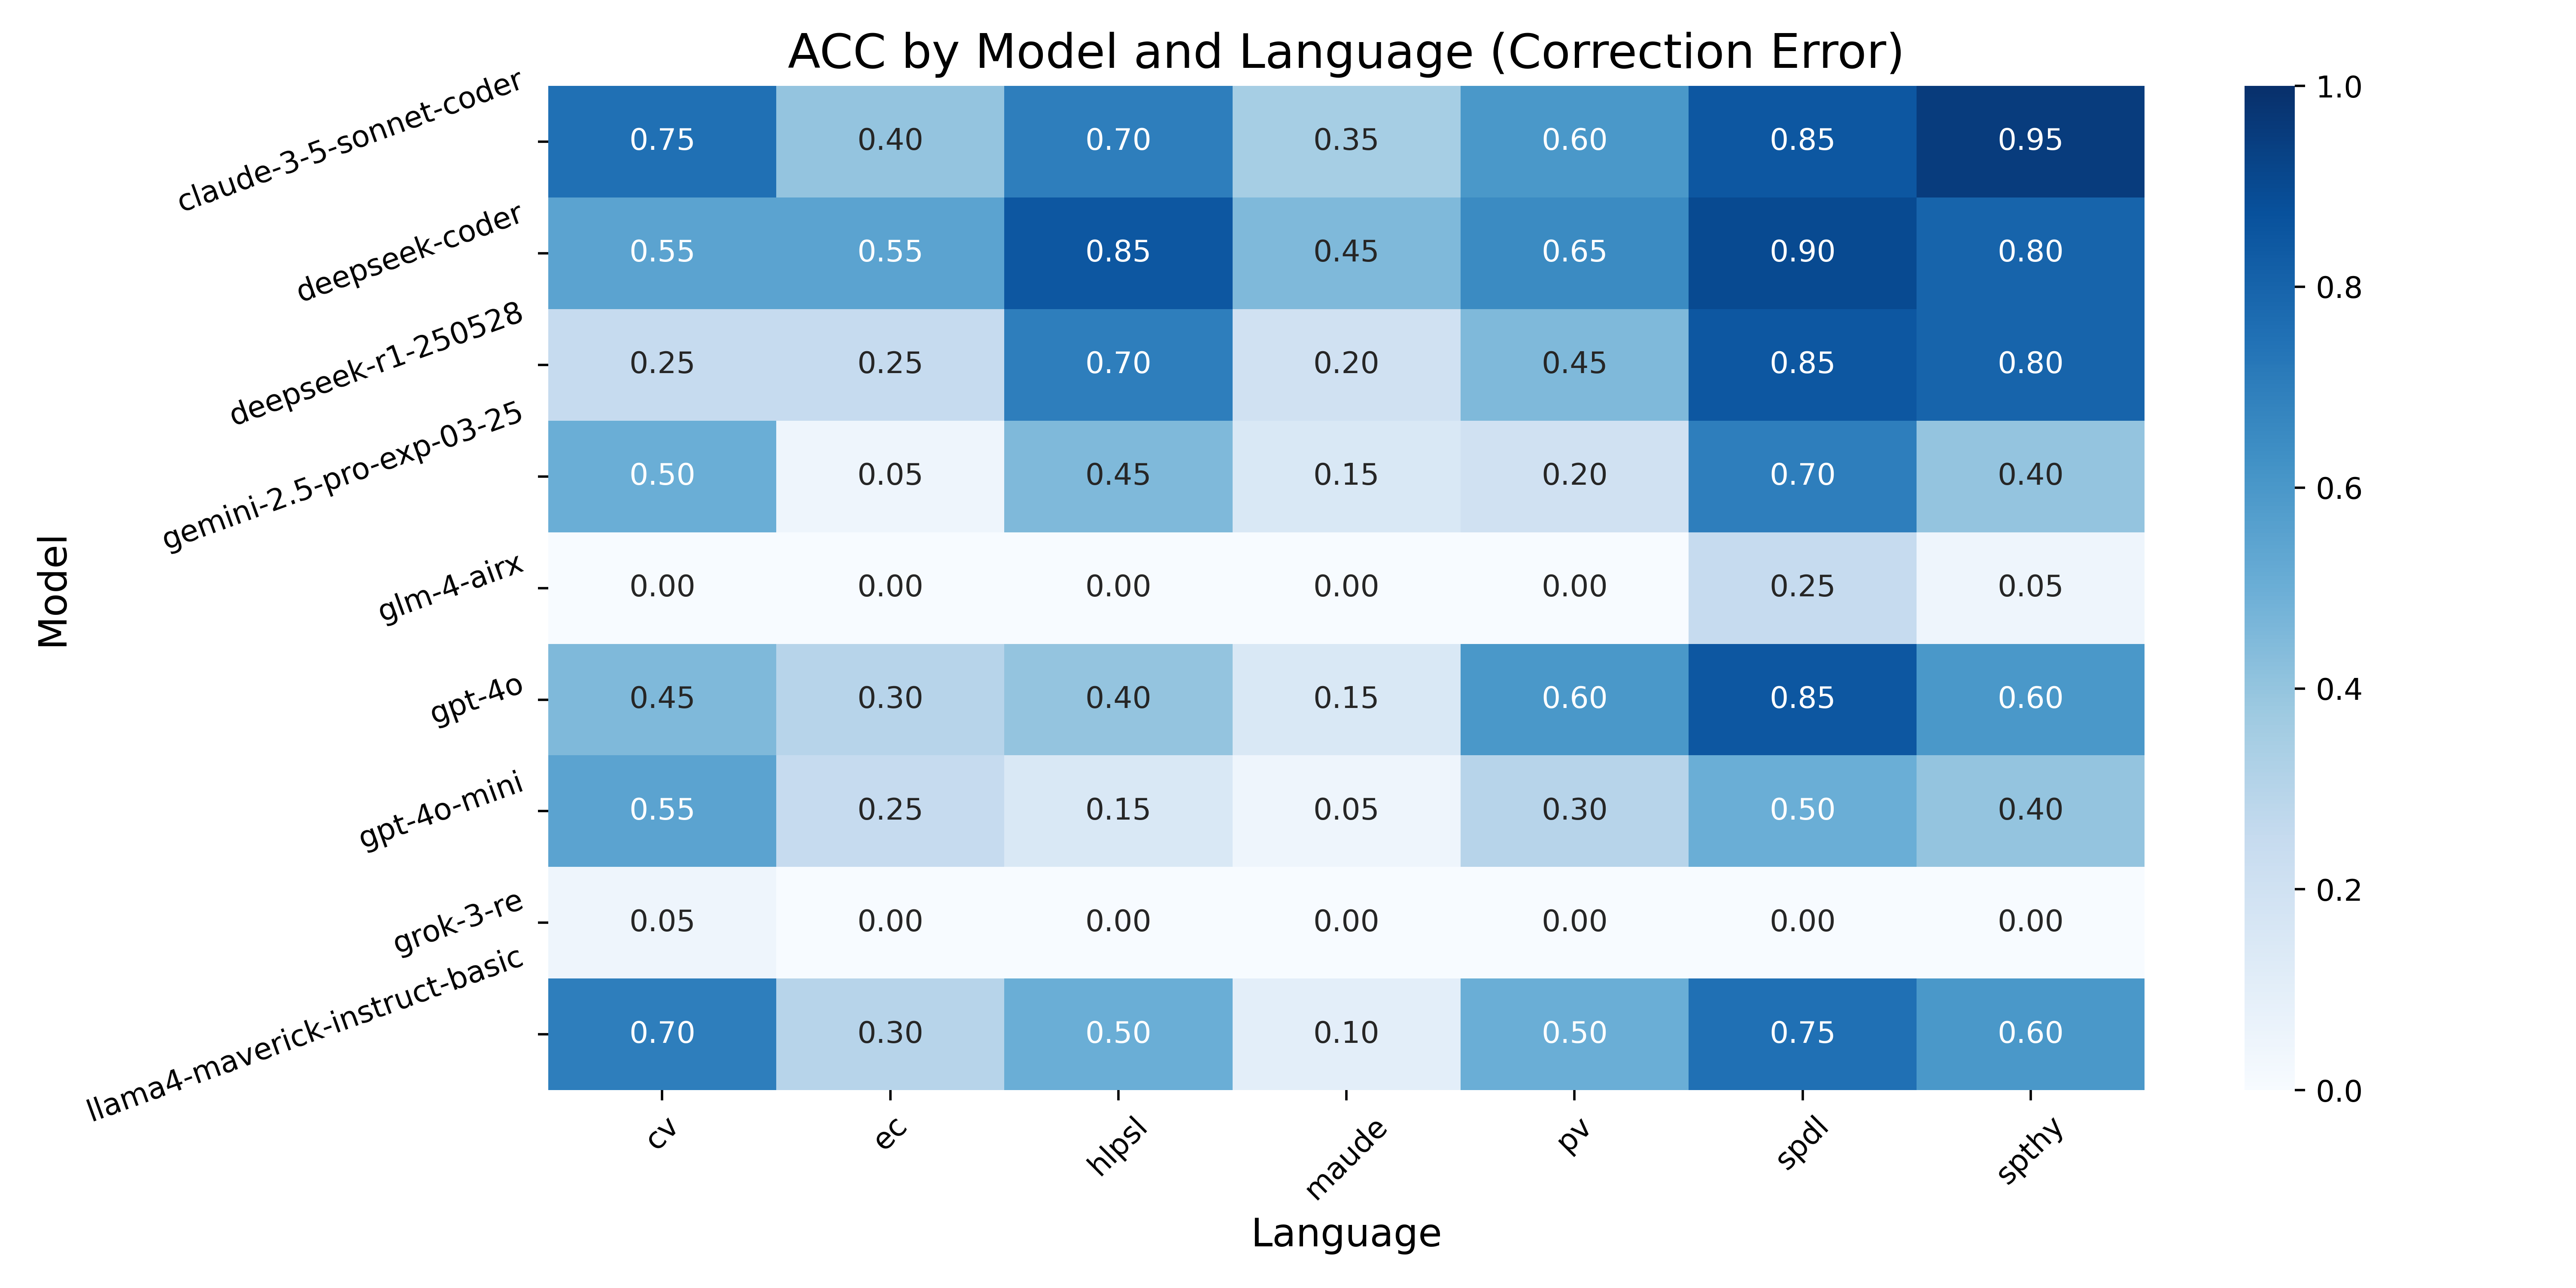 ACC by Model and Language (Correction Error)
Model
claude-3-5-sonnet-coder 0.75 0.40 0.70 0.35 0.60 0.85 0.95
deepseek-coder 0.55 0.55 0.85 0.45 0.65 0.90 0.80
deepseek-r1-250528 0.25 0.25 0.70 0.20 0.45 0.85 0.80
gemini-2.5-pro-exp-03-25 0.50 0.05 0.45 0.15 0.20 0.70 0.40
glm-4-airx 0.00 0.00 0.00 0.00 0.00 0.25 0.05
gpt-4o 0.45 0.30 0.40 0.15 0.60 0.85 0.60
gpt-4o-mini 0.55 0.25 0.15 0.05 0.30 0.50 0.40
grok-3-re 0.05 0.00 0.00 0.00 0.00 0.00 0.00
llama4-maverick-instruct-basic 0.70 0.30 0.50 0.10 0.50 0.75 0.60
cv ec hlpsl maude pv spdl spthy
Language
1.0
0.8
0.6
0.4
0.2
0.0